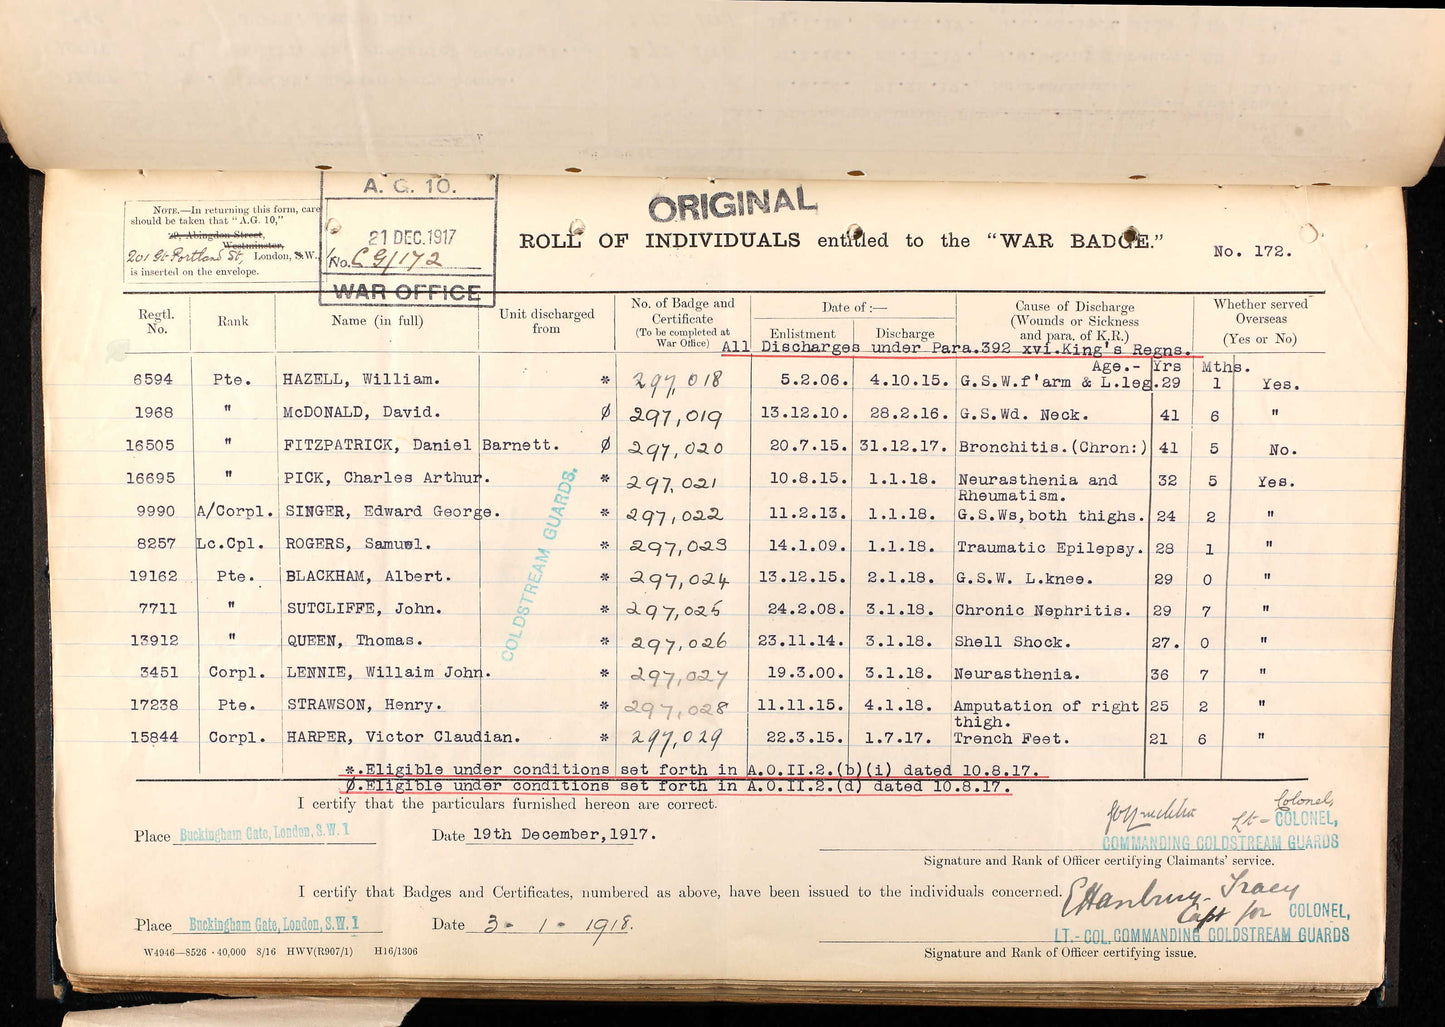 A. G. 10.
21 DEC. 1917
No. CG/172
WAR OFFICE
NOTE.—In returning this form, care
should be taken that "A.G. 10,"
29, Abingdon Street,
Westminster,
201 Gt Portland St, London, S.W.
is inserted on the envelope.
ORIGINAL
ROLL OF INDIVIDUALS entitled to the "WAR BADGE."
No. 172.
Regtl. No. Rank Name (in full) Unit discharged from No. of Badge and Certificate (To be completed at War Office) Date of :— Enlistment Discharge Cause of Discharge (Wounds or Sickness and para. of K.R.) Whether served Overseas (Yes or No)
All Discharges under Para.392 xvi.King's Regns.
Age.- Yrs Mths.
6594 Pte. HAZELL, William. * 297,018 5.2.06. 4.10.15. G.S.W.f'arm & L.leg. 29 1 Yes.
1968 " McDONALD, David. Ø 297,019 13.12.10. 28.2.16. G.S.Wd. Neck. 41 6 "
16505 " FITZPATRICK, Daniel Barnett. Ø 297,020 20.7.15. 31.12.17. Bronchitis.(Chron:) 41 5 No.
16695 " PICK, Charles Arthur. * 297,021 10.8.15. 1.1.18. Neurasthenia and 32 5 Yes.
Rheumatism.
9990 A/Corpl. SINGER, Edward George. * 297,022 11.2.13. 1.1.18. G.S.Ws,both thighs. 24 2 "
8257 Lc.Cpl. ROGERS, Samuel. * 297,023 14.1.09. 1.1.18. Traumatic Epilepsy. 28 1 "
19162 Pte. BLACKHAM, Albert. * 297,024 13.12.15. 2.1.18. G.S.W. L.knee. 29 0 "
7711 " SUTCLIFFE, John. * 297,025 24.2.08. 3.1.18. Chronic Nephritis. 29 7 "
13912 " QUEEN, Thomas. * 297,026 23.11.14. 3.1.18. Shell Shock. 27. 0 "
3451 Corpl. LENNIE, Willaim John. * 297,027 19.3.00. 3.1.18. Neurasthenia. 36 7 "
17238 Pte. STRAWSON, Henry. * 297,028 11.11.15. 4.1.18. Amputation of right 25 2 "
thigh.
15844 Corpl. HARPER, Victor Claudian. * 297,029 22.3.15. 1.7.17. Trench Feet. 21 6 "
COLDSTREAM GUARDS.
*.Eligible under conditions set forth in A.O.II.2.(b)(i) dated 10.8.17.
Ø.Eligible under conditions set forth in A.O.II.2.(d) dated 10.8.17.
I certify that the particulars furnished hereon are correct.
Place Buckingham Gate, London, S.W.1 Date 19th December,1917.
Lt- Colonel,
COLONEL,
COMMANDING COLDSTREAM GUARDS
Signature and Rank of Officer certifying Claimants' service.
I certify that Badges and Certificates, numbered as above, have been issued to the individuals concerned.
EHanbury-Tracy
Capt for COLONEL,
Place Buckingham Gate, London, S.W.1 Date 3 - 1 - 1918.
LT.-COL. COMMANDING COLDSTREAM GUARDS
Signature and Rank of Officer certifying issue.
W4946—8526 · 40,000 8/16 HWV(R907/1) H16/1306